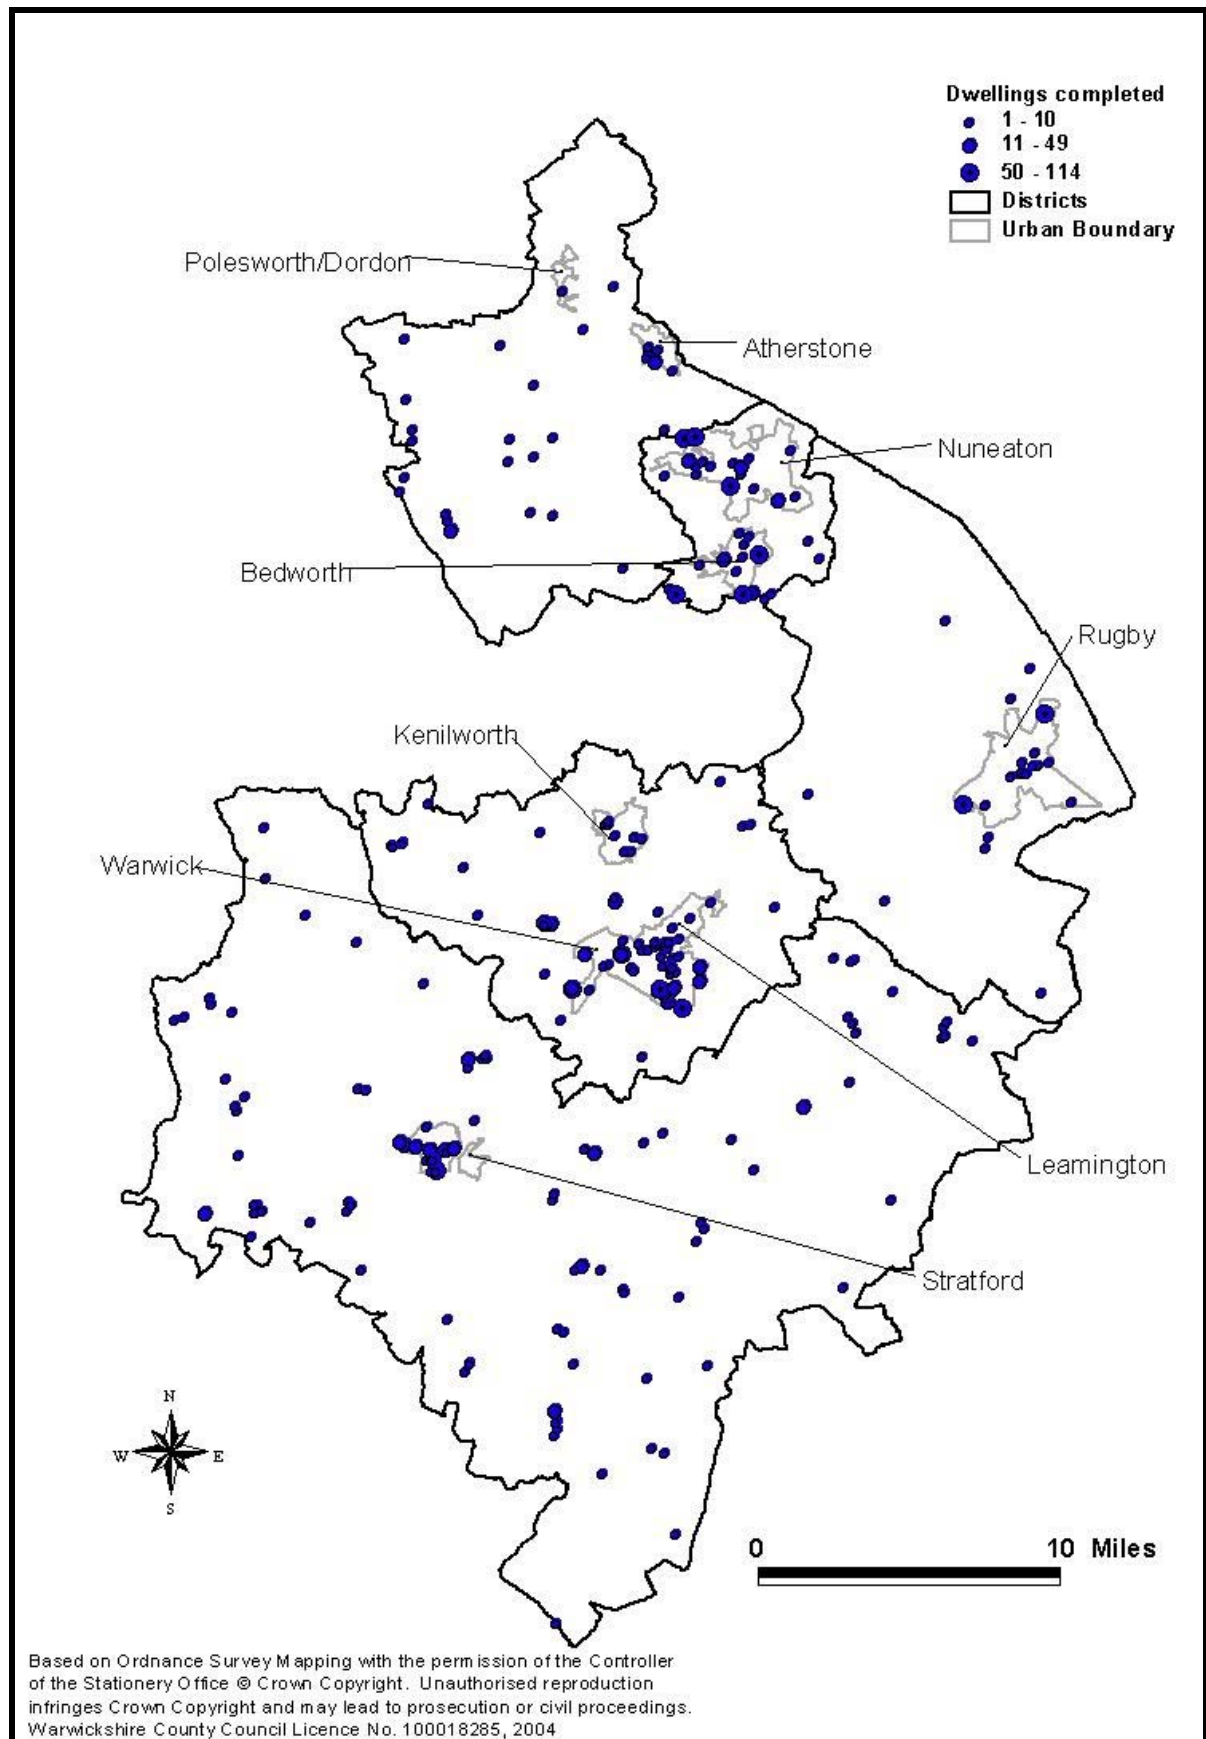 Dwellings completed
1 - 10
11 - 49
50 - 114
Districts
Urban Boundary
Polesworth/Dordon
Atherstone
Nuneaton
Bedworth
Rugby
Kenilworth
Warwick
Leamington
Stratford
N
W E
S
0 10 Miles
Based on Ordnance Survey Mapping with the permission of the Controller
of the Stationery Office © Crown Copyright. Unauthorised reproduction
infringes Crown Copyright and may lead to prosecution or civil proceedings.
Warwickshire County Council Licence No. 100018285, 2004